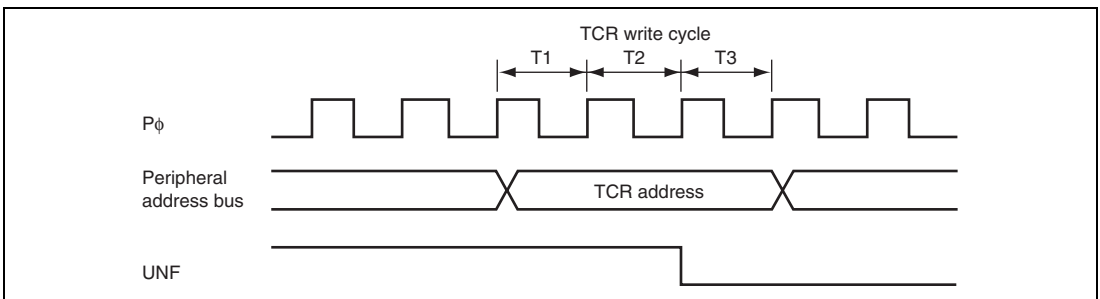 TCR write cycle
T1 T2 T3
Pϕ
Peripheral
address bus
TCR address
UNF